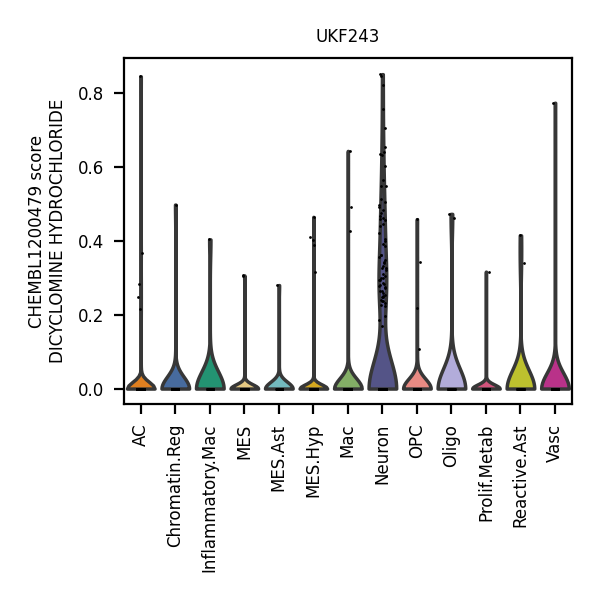 UKF243
CHEMBL1200479 score
DICYCLOMINE HYDROCHLORIDE
0.8
0.6
0.4
0.2
0.0
AC
Chromatin.Reg
Inflammatory.Mac
MES
MES.Ast
MES.Hyp
Mac
Neuron
OPC
Oligo
Prolif.Metab
Reactive.Ast
Vasc